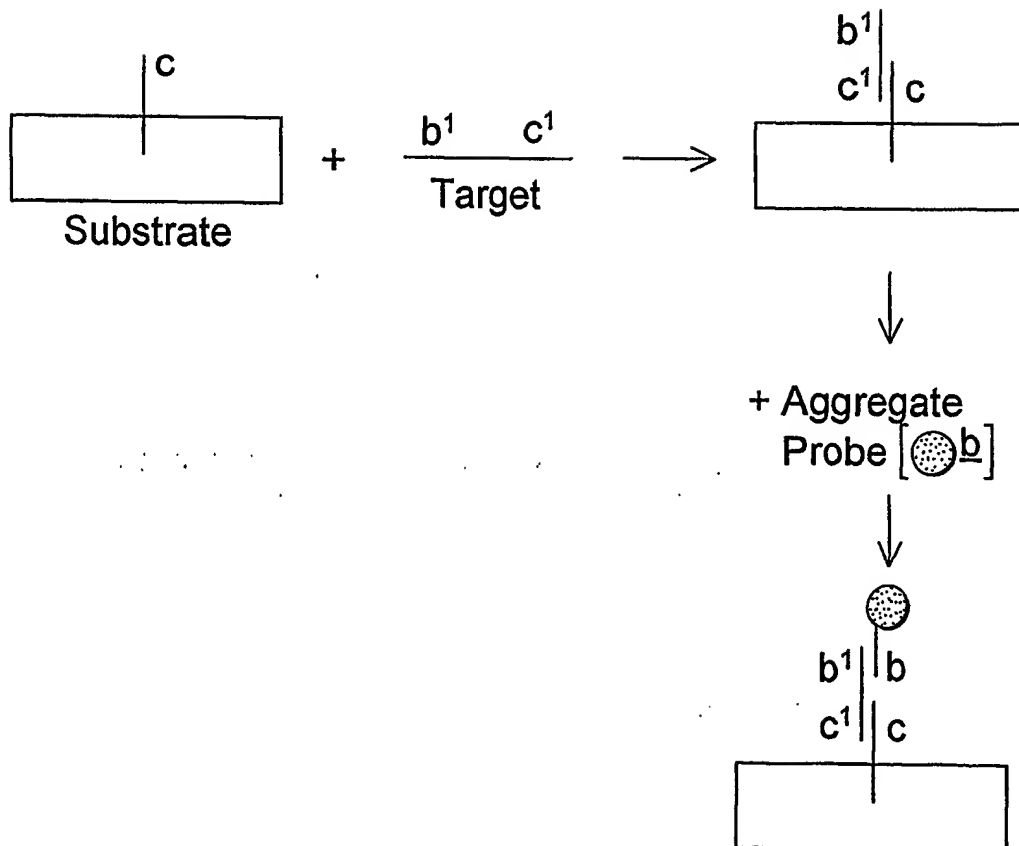 c
Substrate
+
b¹ c¹
Target
b¹
c¹ c
+ Aggregate
Probe [ b]
b¹ b
c¹ c